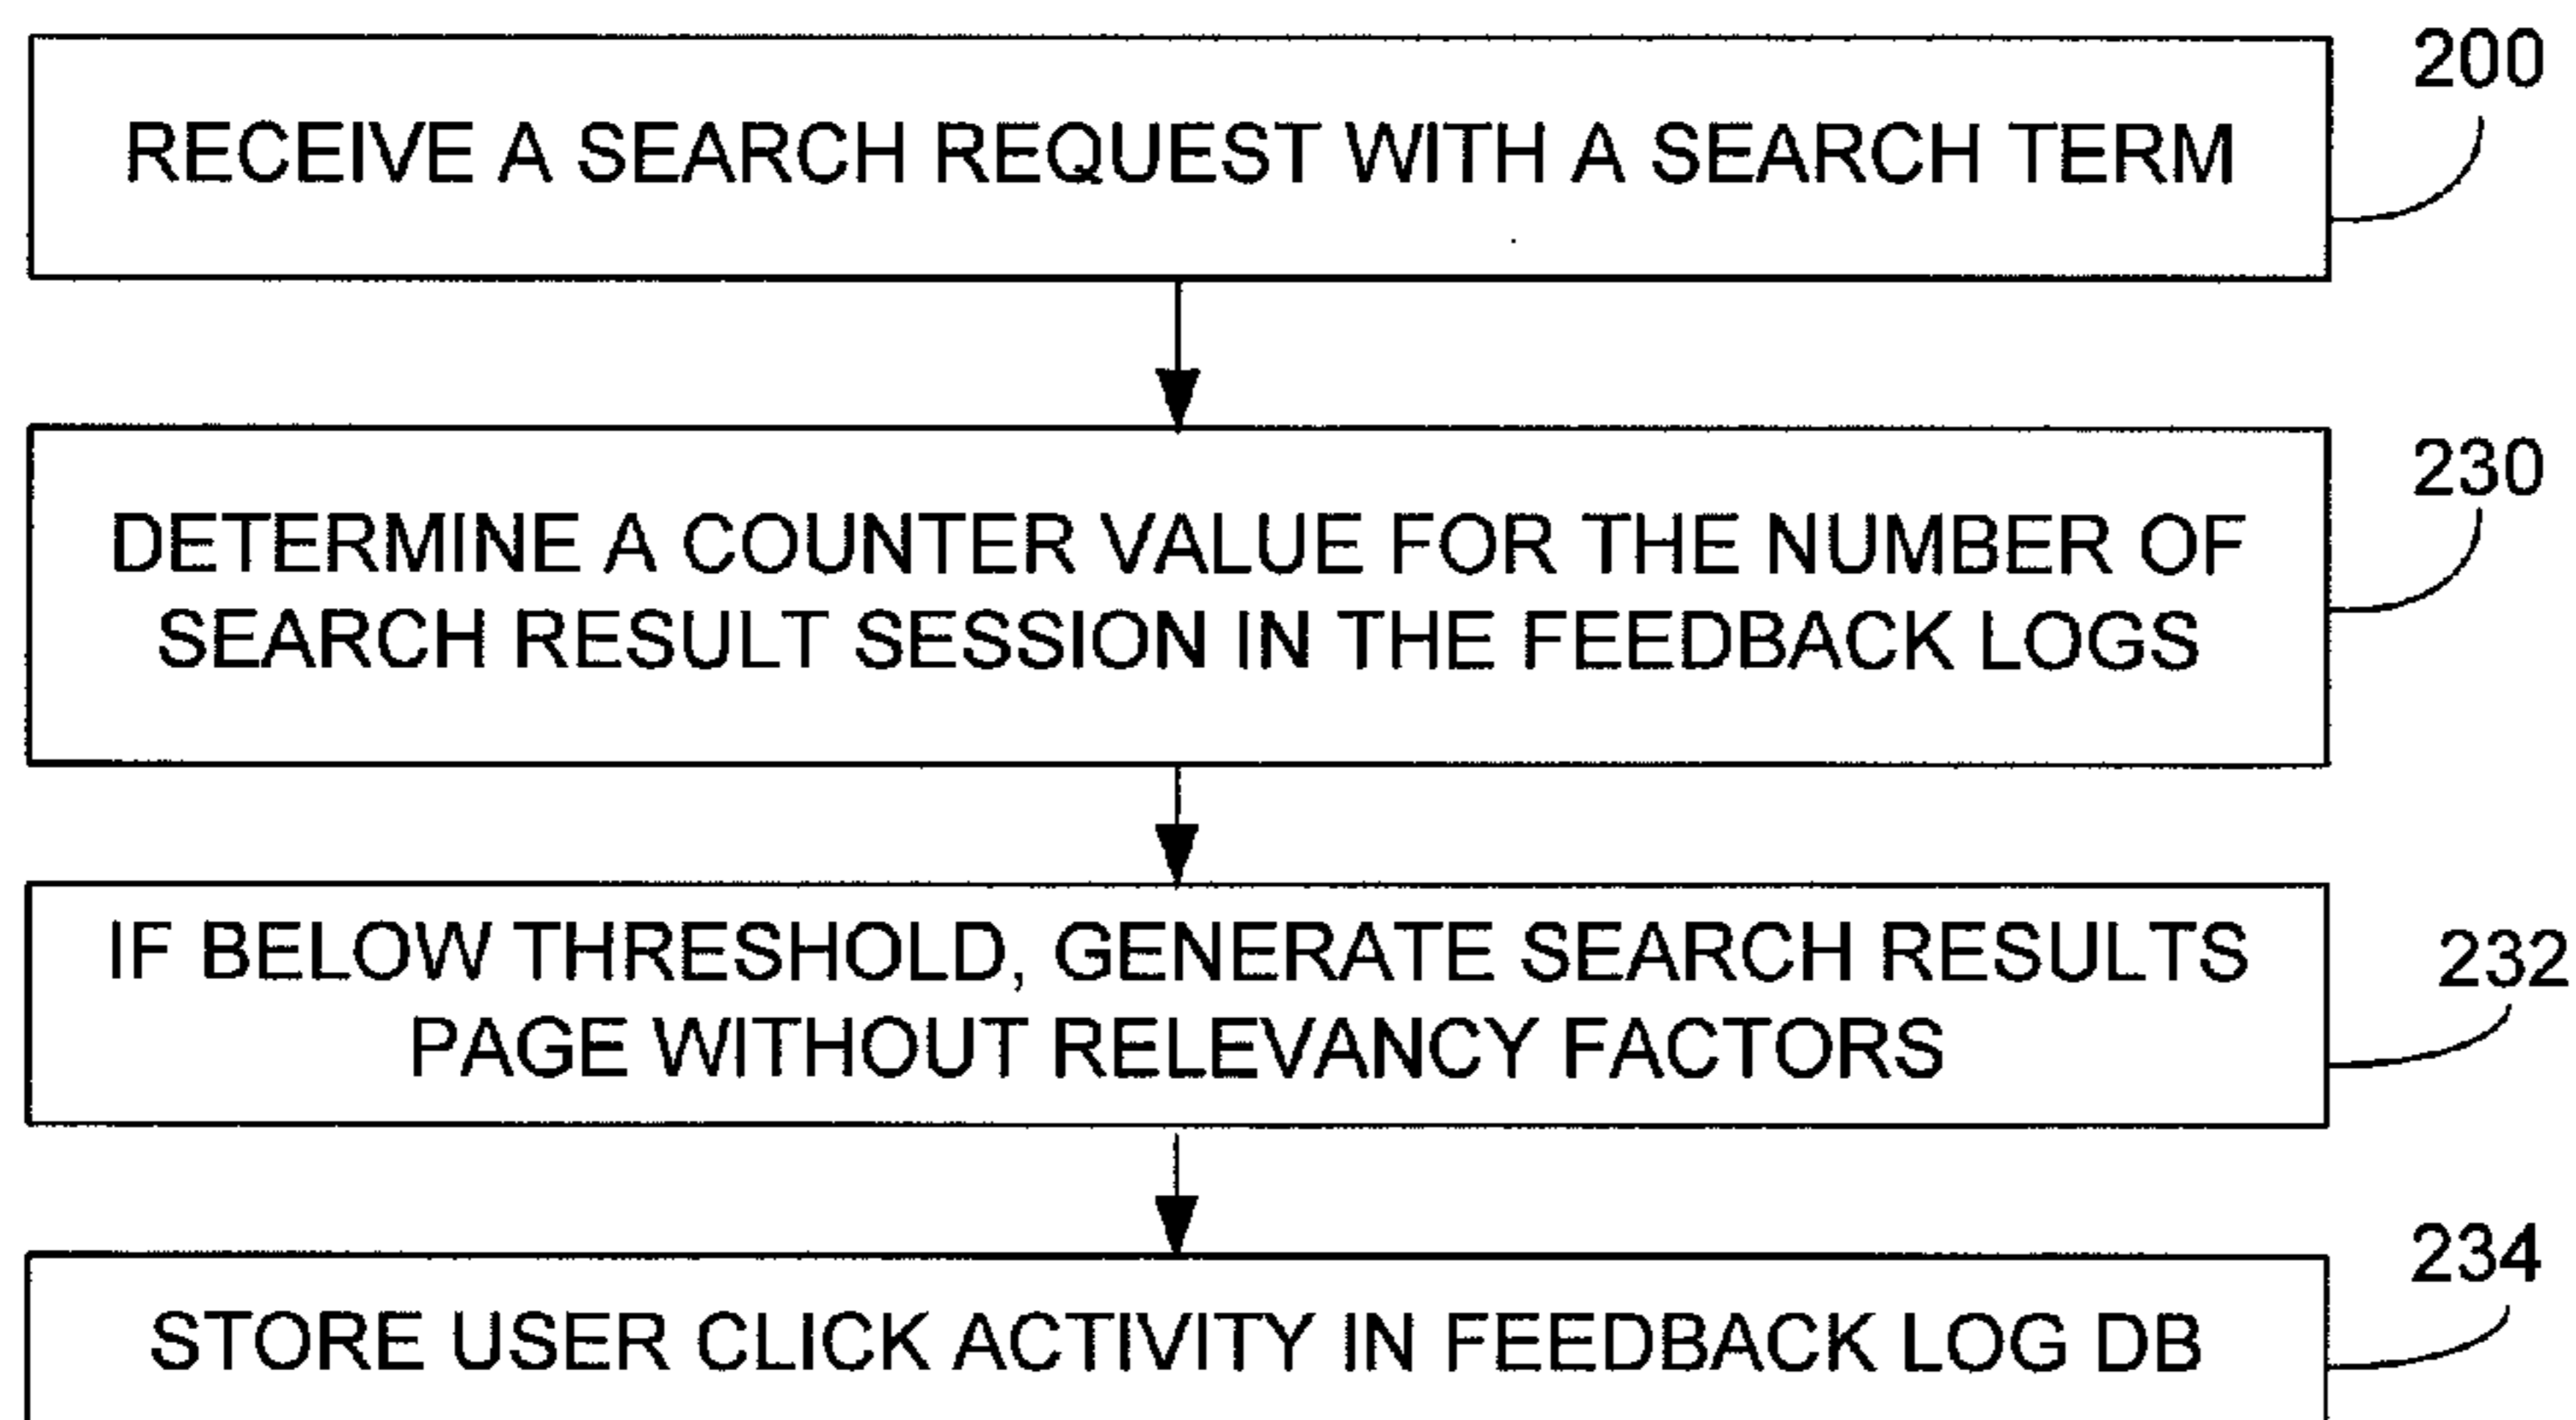 200
RECEIVE A SEARCH REQUEST WITH A SEARCH TERM
230
DETERMINE A COUNTER VALUE FOR THE NUMBER OF
SEARCH RESULT SESSION IN THE FEEDBACK LOGS
IF BELOW THRESHOLD, GENERATE SEARCH RESULTS
232
PAGE WITHOUT RELEVANCY FACTORS
234
STORE USER CLICK ACTIVITY IN FEEDBACK LOG DB